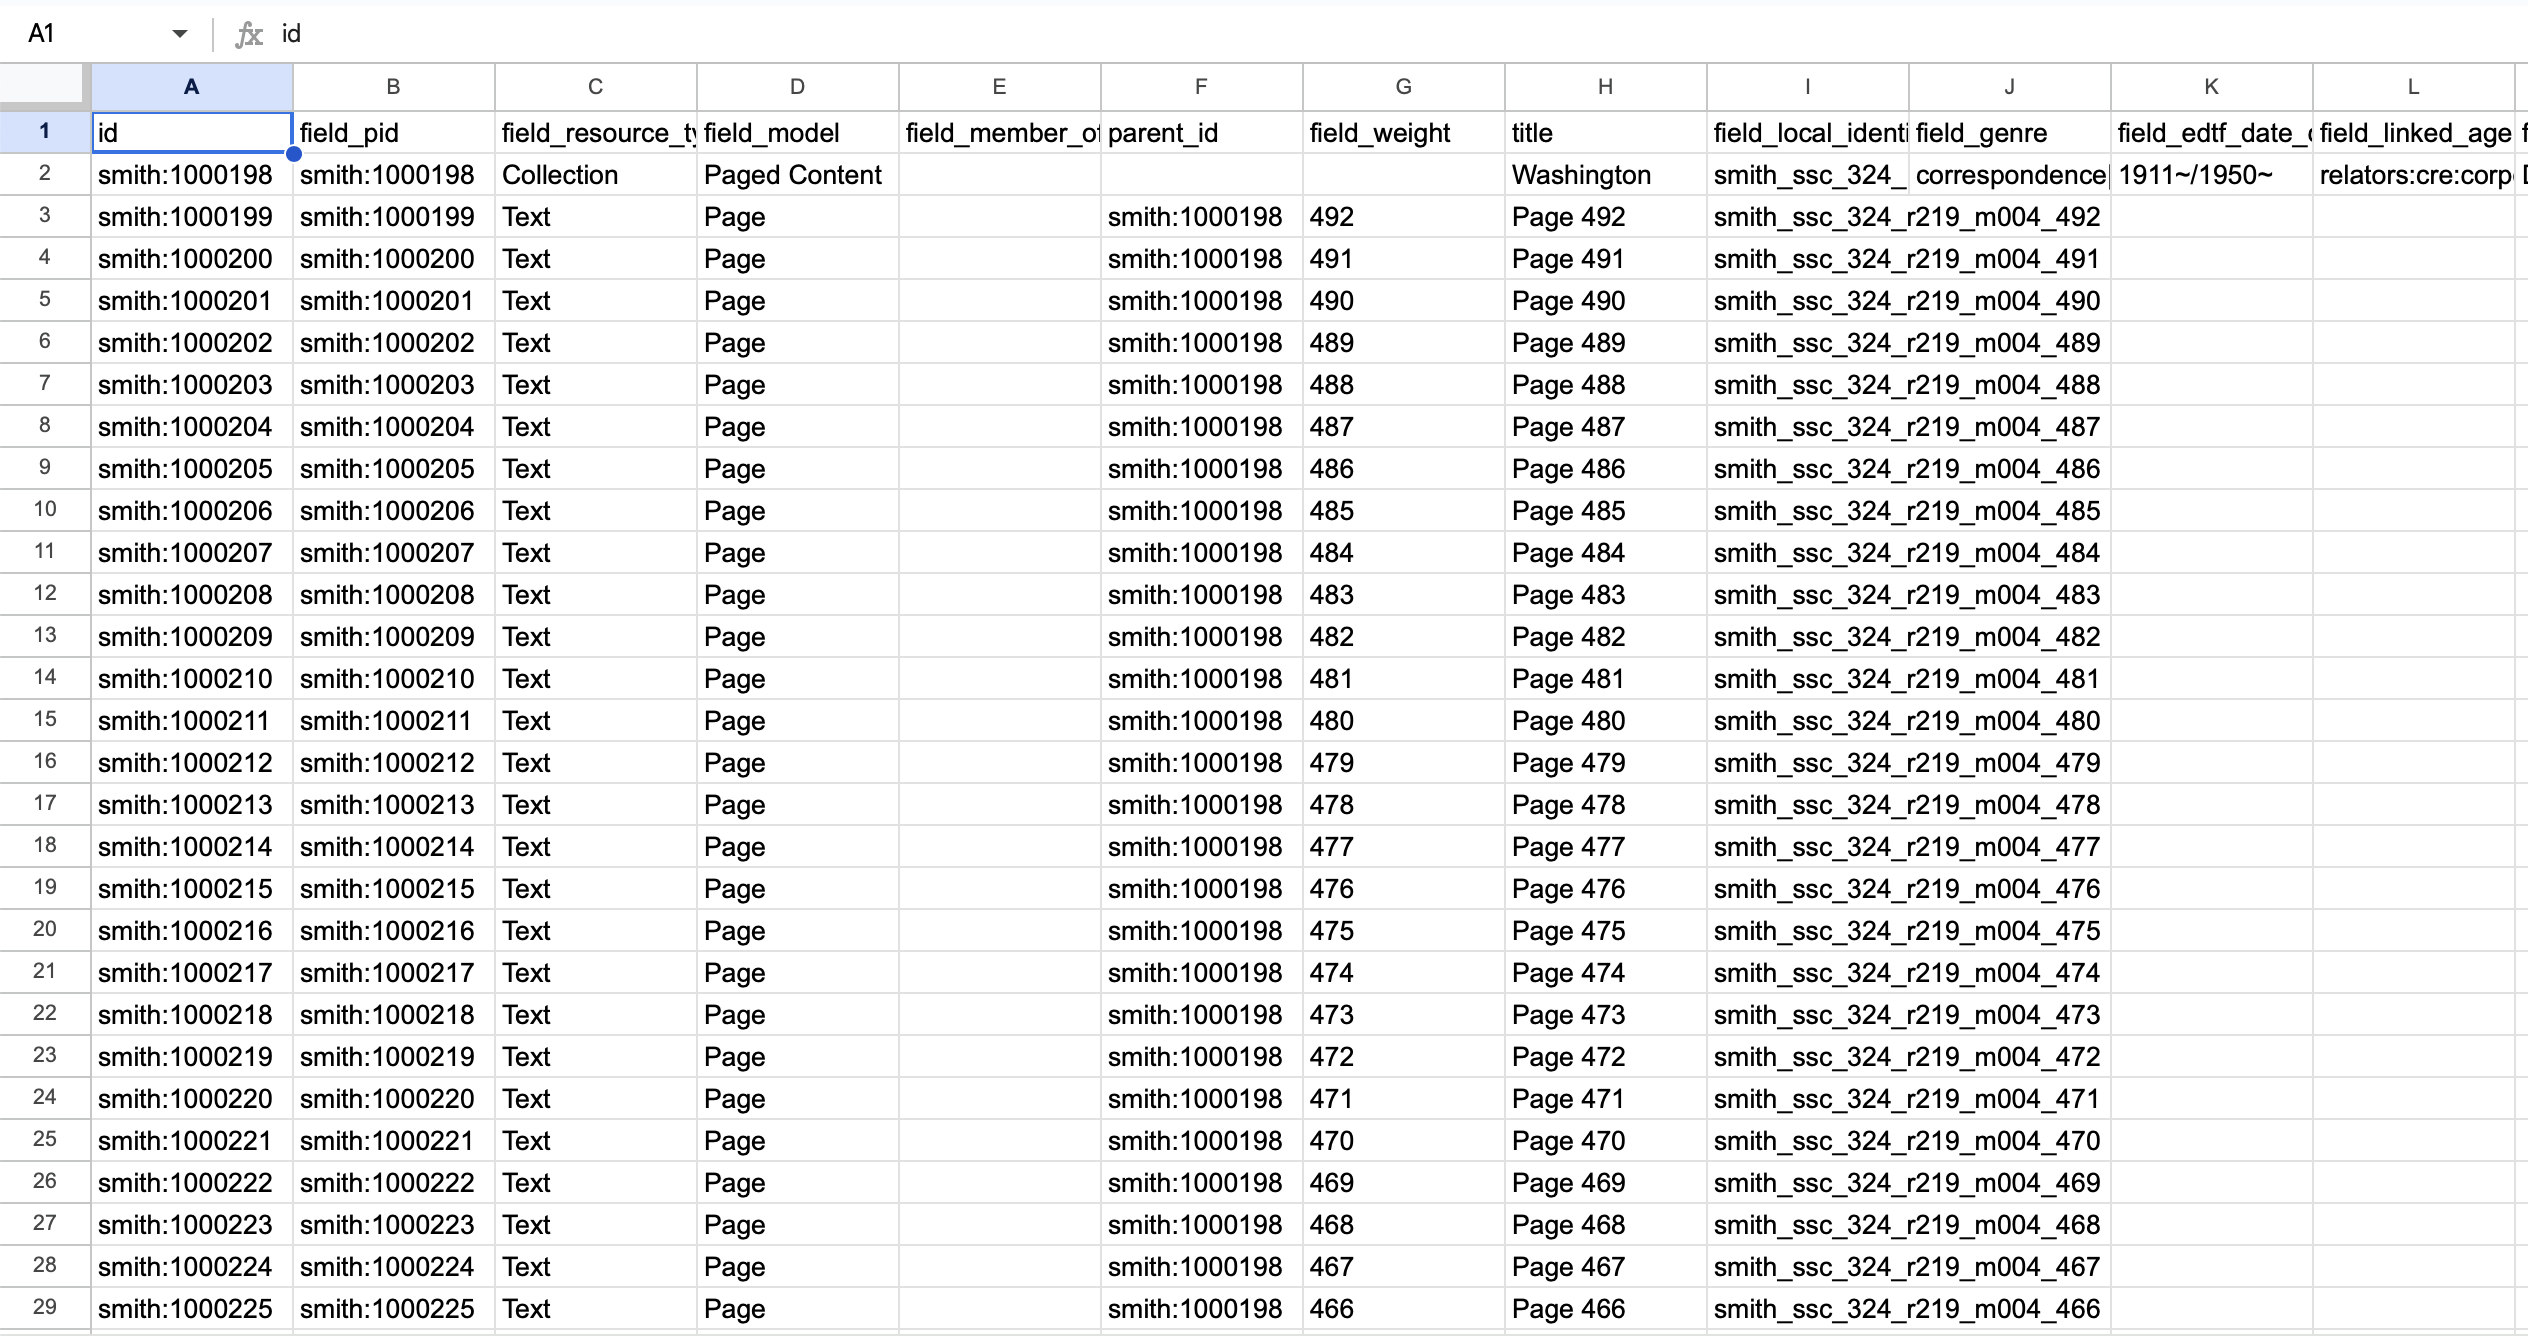 A1 fx id
A B C D E F G H I J K L
1 id field_pid field_resource_ty field_model field_member_of parent_id field_weight title field_local_identi field_genre field_edtf_date_ field_linked_age
2 smith:1000198 smith:1000198 Collection Paged Content Washington smith_ssc_324_ correspondence| 1911~/1950~ relators:cre:corp
3 smith:1000199 smith:1000199 Text Page smith:1000198 492 Page 492 smith_ssc_324_r219_m004_492
4 smith:1000200 smith:1000200 Text Page smith:1000198 491 Page 491 smith_ssc_324_r219_m004_491
5 smith:1000201 smith:1000201 Text Page smith:1000198 490 Page 490 smith_ssc_324_r219_m004_490
6 smith:1000202 smith:1000202 Text Page smith:1000198 489 Page 489 smith_ssc_324_r219_m004_489
7 smith:1000203 smith:1000203 Text Page smith:1000198 488 Page 488 smith_ssc_324_r219_m004_488
8 smith:1000204 smith:1000204 Text Page smith:1000198 487 Page 487 smith_ssc_324_r219_m004_487
9 smith:1000205 smith:1000205 Text Page smith:1000198 486 Page 486 smith_ssc_324_r219_m004_486
10 smith:1000206 smith:1000206 Text Page smith:1000198 485 Page 485 smith_ssc_324_r219_m004_485
11 smith:1000207 smith:1000207 Text Page smith:1000198 484 Page 484 smith_ssc_324_r219_m004_484
12 smith:1000208 smith:1000208 Text Page smith:1000198 483 Page 483 smith_ssc_324_r219_m004_483
13 smith:1000209 smith:1000209 Text Page smith:1000198 482 Page 482 smith_ssc_324_r219_m004_482
14 smith:1000210 smith:1000210 Text Page smith:1000198 481 Page 481 smith_ssc_324_r219_m004_481
15 smith:1000211 smith:1000211 Text Page smith:1000198 480 Page 480 smith_ssc_324_r219_m004_480
16 smith:1000212 smith:1000212 Text Page smith:1000198 479 Page 479 smith_ssc_324_r219_m004_479
17 smith:1000213 smith:1000213 Text Page smith:1000198 478 Page 478 smith_ssc_324_r219_m004_478
18 smith:1000214 smith:1000214 Text Page smith:1000198 477 Page 477 smith_ssc_324_r219_m004_477
19 smith:1000215 smith:1000215 Text Page smith:1000198 476 Page 476 smith_ssc_324_r219_m004_476
20 smith:1000216 smith:1000216 Text Page smith:1000198 475 Page 475 smith_ssc_324_r219_m004_475
21 smith:1000217 smith:1000217 Text Page smith:1000198 474 Page 474 smith_ssc_324_r219_m004_474
22 smith:1000218 smith:1000218 Text Page smith:1000198 473 Page 473 smith_ssc_324_r219_m004_473
23 smith:1000219 smith:1000219 Text Page smith:1000198 472 Page 472 smith_ssc_324_r219_m004_472
24 smith:1000220 smith:1000220 Text Page smith:1000198 471 Page 471 smith_ssc_324_r219_m004_471
25 smith:1000221 smith:1000221 Text Page smith:1000198 470 Page 470 smith_ssc_324_r219_m004_470
26 smith:1000222 smith:1000222 Text Page smith:1000198 469 Page 469 smith_ssc_324_r219_m004_469
27 smith:1000223 smith:1000223 Text Page smith:1000198 468 Page 468 smith_ssc_324_r219_m004_468
28 smith:1000224 smith:1000224 Text Page smith:1000198 467 Page 467 smith_ssc_324_r219_m004_467
29 smith:1000225 smith:1000225 Text Page smith:1000198 466 Page 466 smith_ssc_324_r219_m004_466